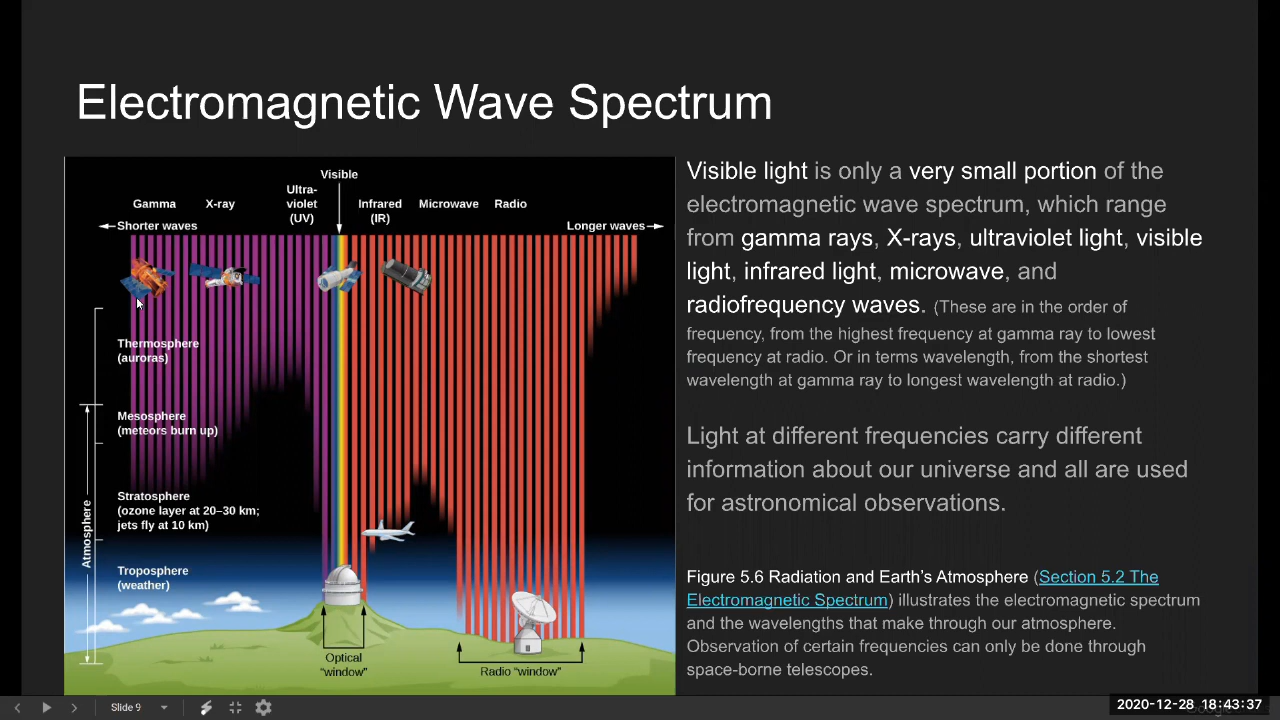 Electromagnetic Wave Spectrum
Visible
Ultra-
violet
(UV)
Gamma
X-ray
Infrared
(IR)
Microwave
Radio
Shorter waves
Longer waves
Thermosphere
(auroras)
Mesosphere
(meteors burn up)
Stratosphere
(ozone layer at 20–30 km;
jets fly at 10 km)
Atmosphere
Troposphere
(weather)
Optical
“window”
Radio “window”
Visible light is only a very small portion of the
electromagnetic wave spectrum, which range
from gamma rays, X-rays, ultraviolet light, visible
light, infrared light, microwave, and
radiofrequency waves. (These are in the order of
frequency, from the highest frequency at gamma ray to lowest
frequency at radio. Or in terms wavelength, from the shortest
wavelength at gamma ray to longest wavelength at radio.)
Light at different frequencies carry different
information about our universe and all are used
for astronomical observations.
Figure 5.6 Radiation and Earth’s Atmosphere (Section 5.2 The
Electromagnetic Spectrum) illustrates the electromagnetic spectrum
and the wavelengths that make through our atmosphere.
Observation of certain frequencies can only be done through
space-borne telescopes.
Slide 9
2020-12-28 18:43:37